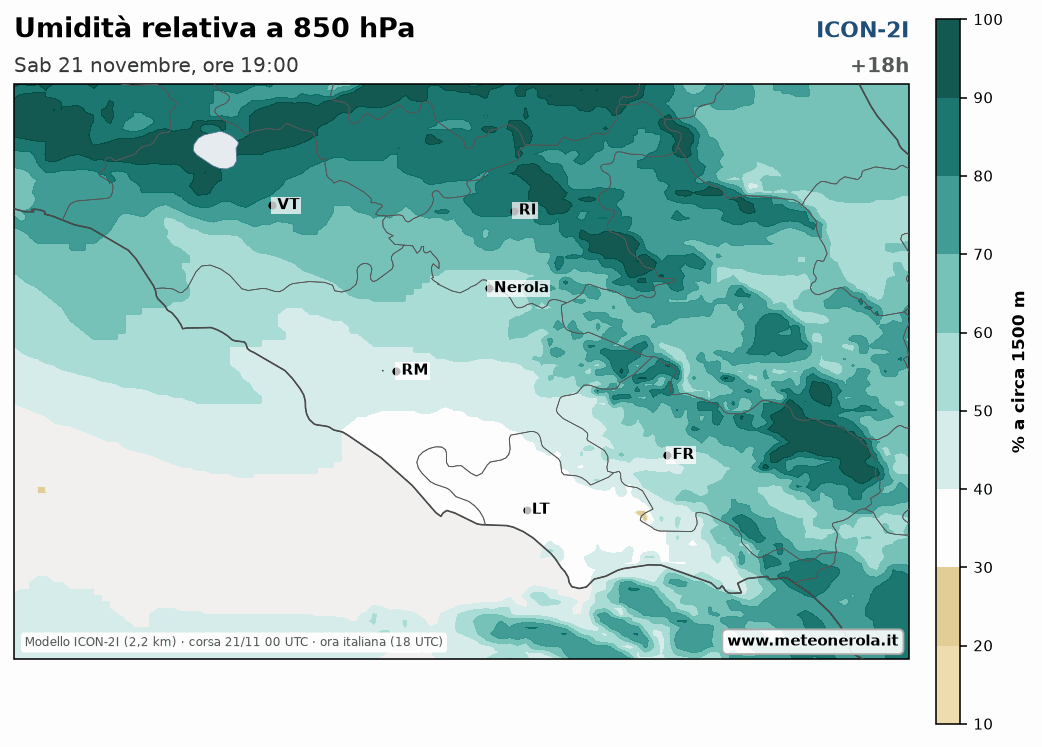 Umidità relativa a 850 hPa
ICON-2I
Sab 21 novembre, ore 19:00
+18h
100
90
80
70
60
50
40
30
20
10
% a circa 1500 m
VT
RI
Nerola
RM
FR
LT
Modello ICON-2I (2,2 km) · corsa 21/11 00 UTC · ora italiana (18 UTC)
www.meteonerola.it